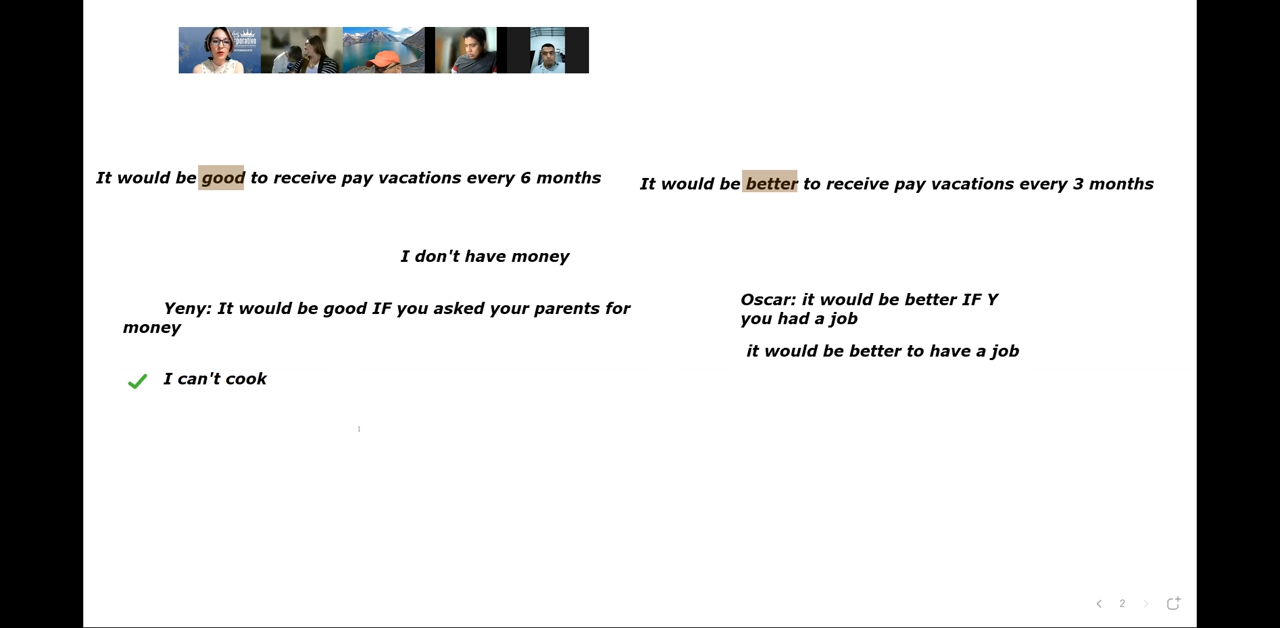 It would be good to receive pay vacations every 6 months
It would be better to receive pay vacations every 3 months
I don't have money
Yeny: It would be good IF you asked your parents for
money
Oscar: it would be better IF Y
you had a job
it would be better to have a job
I can't cook
1
2